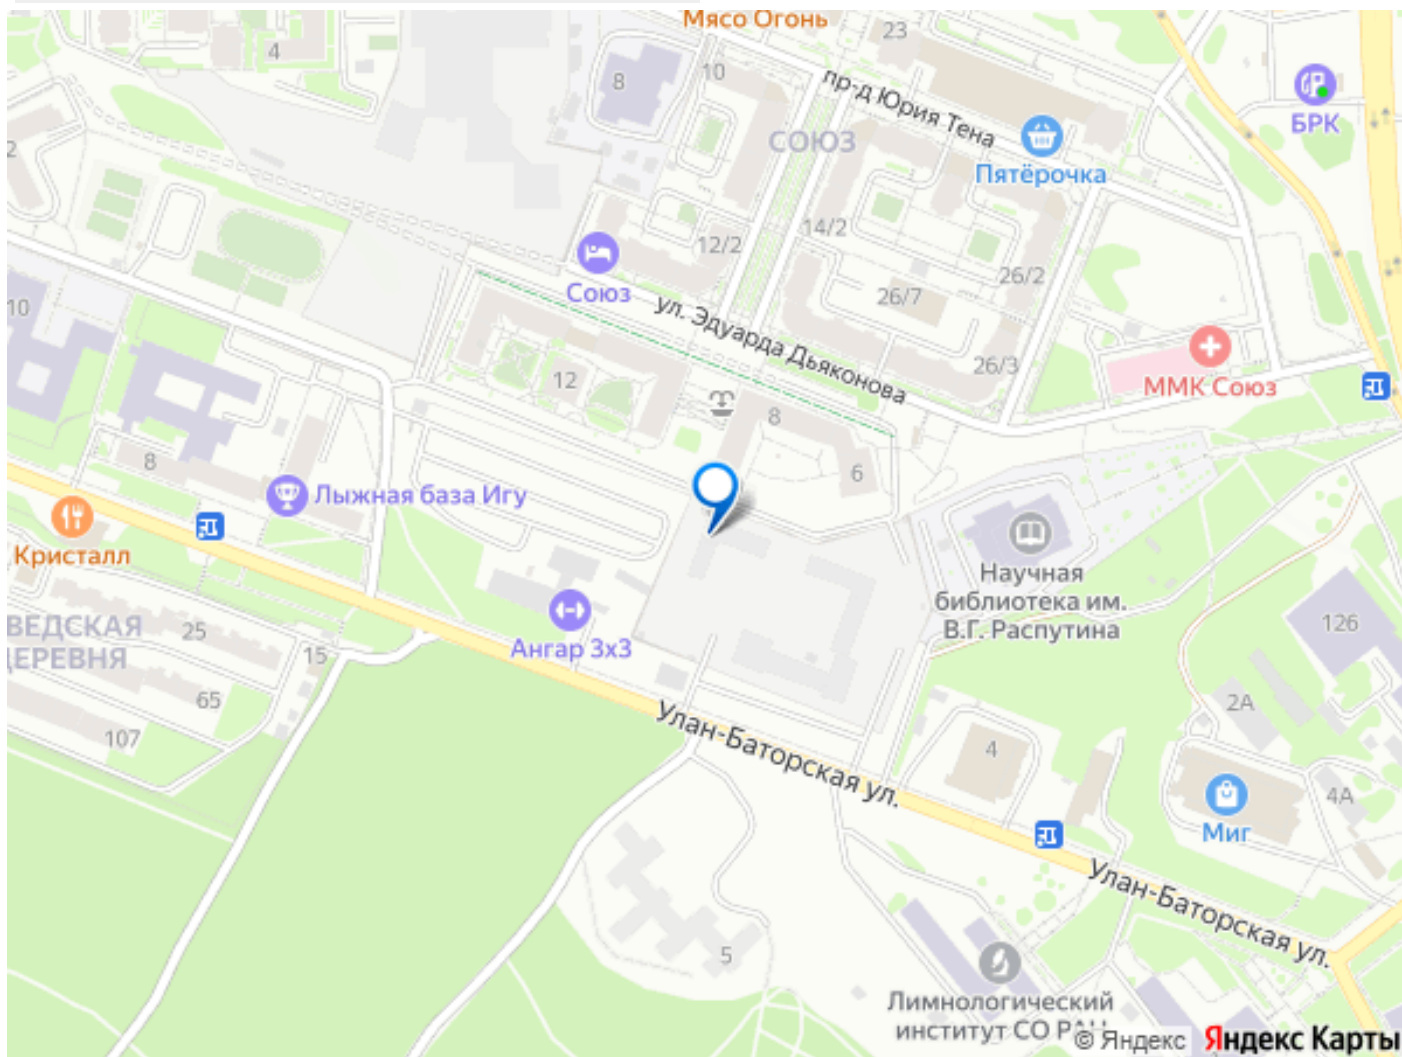 Мясо Огонь
23
4
8
10
пр-д Юрия Тена
БРК
СОЮЗ
2
Пятёрочка
12/2
14/2
26/2
Союз
26/7
10
ул. Эдуарда Дьяконова
26/3
ММК Союз
12
8
6
8
Лыжная база Игу
Кристалл
Научная
библиотека им.
В.Г. Распутина
ВЕДСКАЯ
ДЕРЕВНЯ
25
15
Ангар 3х3
126
65
107
2А
Улан-Баторская ул.
4
4А
Миг
Улан-Баторская ул.
5
Лимнологический
институт СО РАН
© Яндекс Яндекс Карты